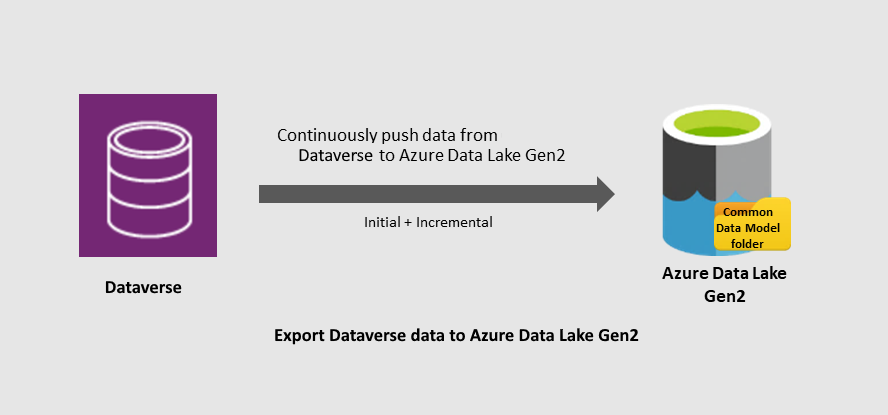 Continuously push data from
Dataverse to Azure Data Lake Gen2
Initial + Incremental
Common
Data Model
folder
Dataverse
Azure Data Lake
Gen2
Export Dataverse data to Azure Data Lake Gen2